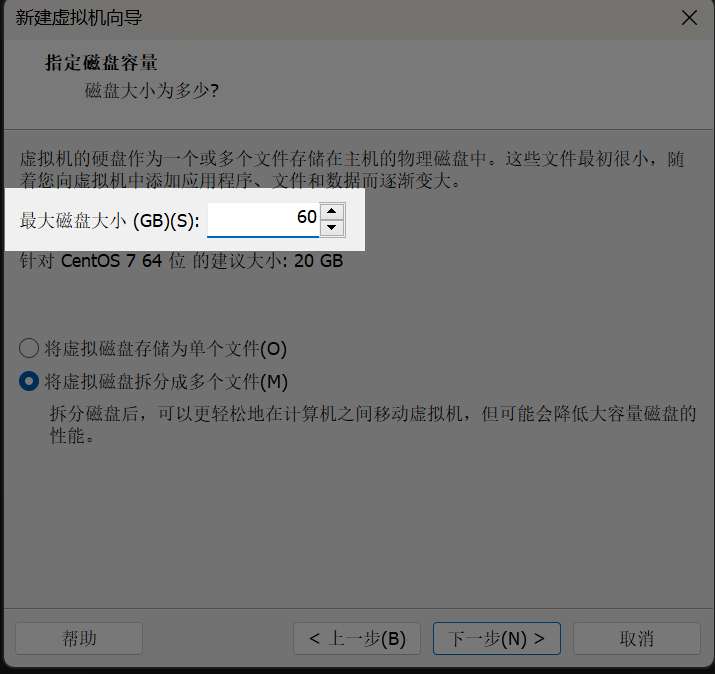 新建虚拟机向导
指定磁盘容量
磁盘大小为多少?
虚拟机的硬盘作为一个或多个文件存储在主机的物理磁盘中。这些文件最初很小，随
着您向虚拟机中添加应用程序、文件和数据而逐渐变大。
最大磁盘大小 (GB)(S): 60
针对 CentOS 7 64 位 的建议大小: 20 GB
将虚拟磁盘存储为单个文件(O)
将虚拟磁盘拆分成多个文件(M)
拆分磁盘后，可以更轻松地在计算机之间移动虚拟机，但可能会降低大容量磁盘的
性能。
帮助 < 上一步(B) 下一步(N) > 取消